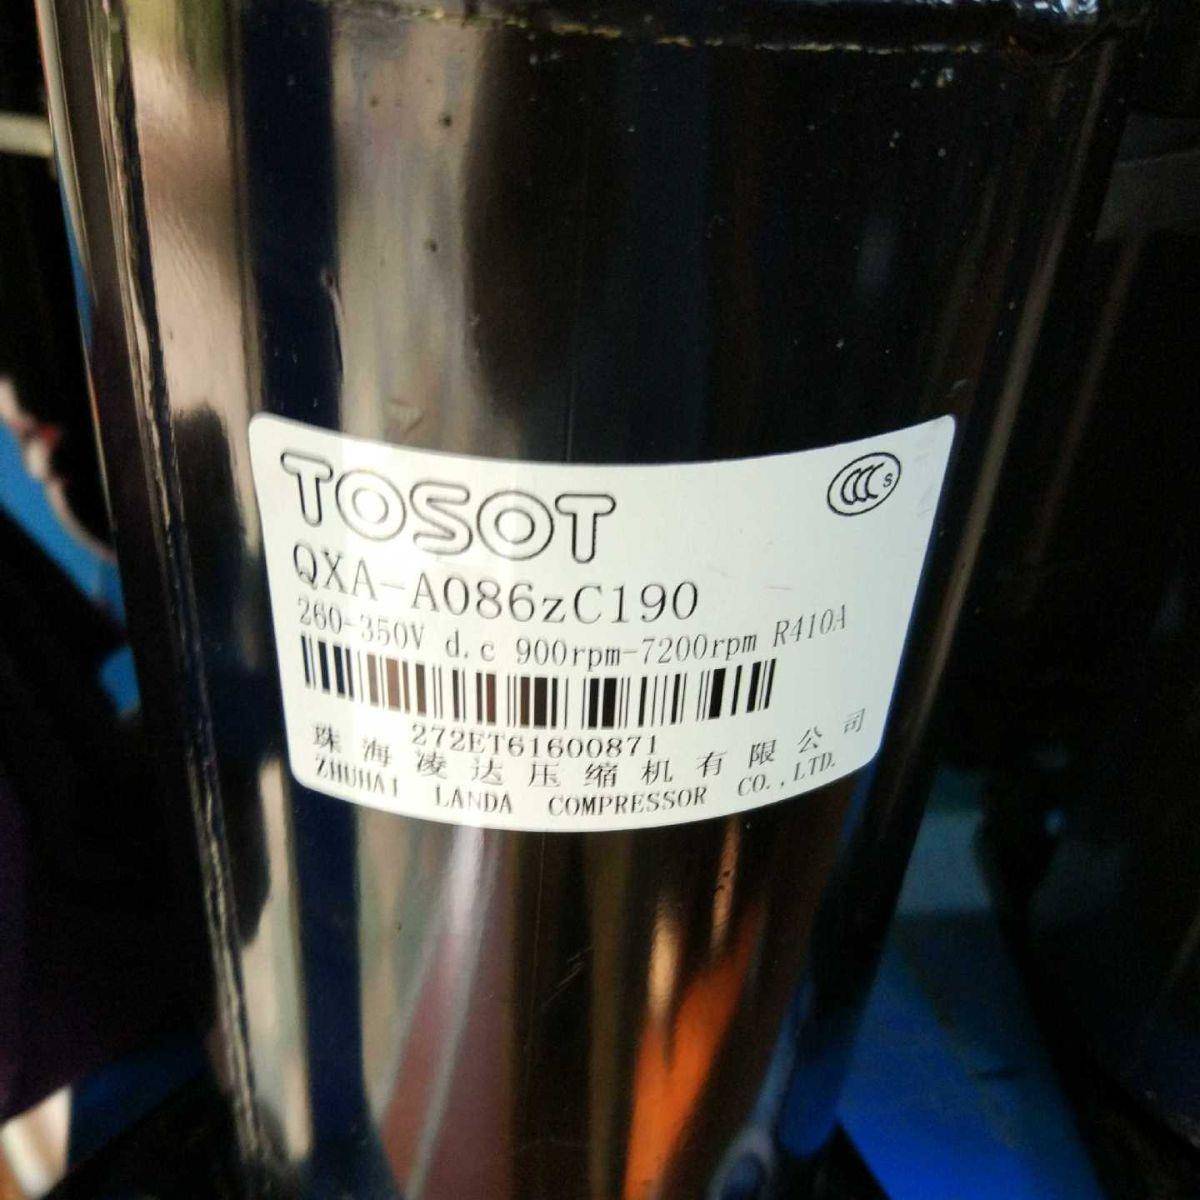 TOSOT
CCC S
QXA-A086zC190
260-350V d.c 900rpm-7200rpm R410A
272ET61600871
珠海凌达压缩机有限公司
ZHUHAI LANDA COMPRESSOR CO.,LTD.